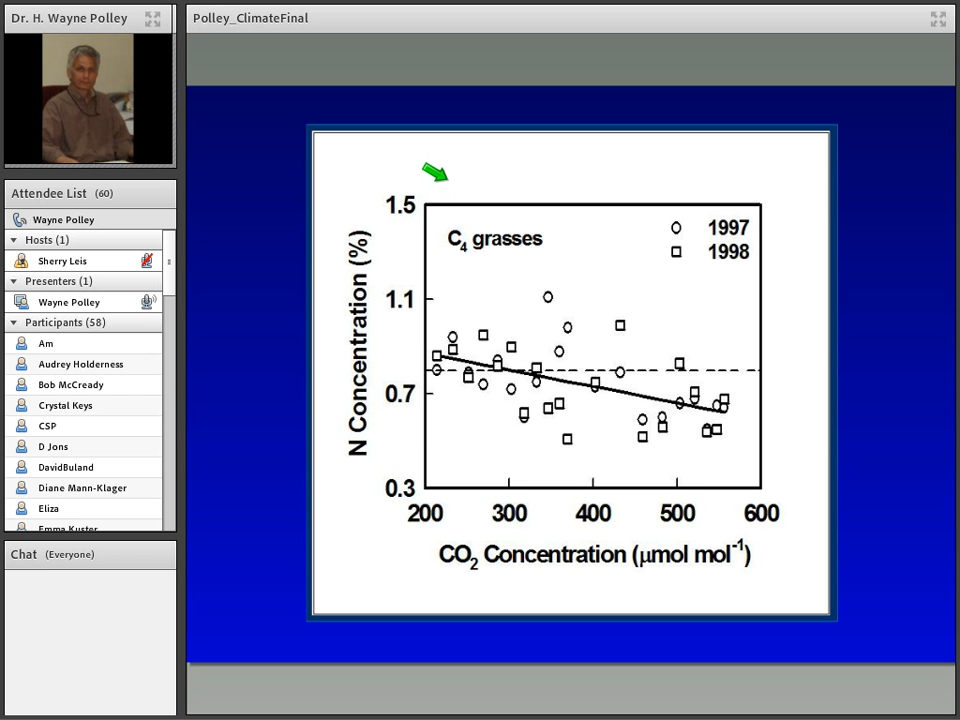 Dr. H. Wayne Polley
Attendee List (60)
Wayne Polley
Hosts (1)
Sherry Leis
Presenters (1)
Wayne Polley
Participants (58)
Am
Audrey Holderness
Bob McCready
Crystal Keys
CSP
D Jons
DavidBuland
Diane Mann-Klager
Eliza
Emma Kuster
Chat (Everyone)
Polley_ClimateFinal
1.5
1.1
0.7
0.3
N Concentration (%)
C4 grasses
1997
1998
200 300 400 500 600
CO2 Concentration (μmol mol-1)